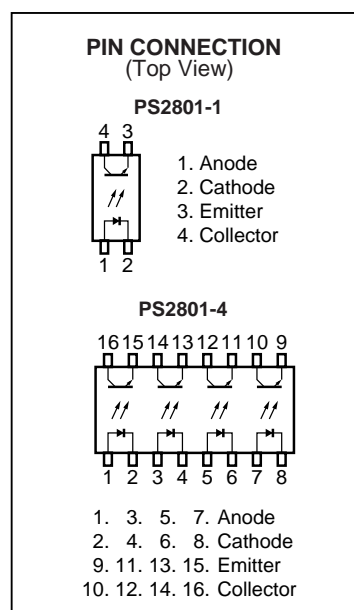 PIN CONNECTION
(Top View)
PS2801-1
4 3
1. Anode
2. Cathode
3. Emitter
4. Collector
1 2
PS2801-4
16 15 14 13 12 11 10 9
1 2 3 4 5 6 7 8
1. 3. 5. 7. Anode
2. 4. 6. 8. Cathode
9. 11. 13. 15. Emitter
10. 12. 14. 16. Collector